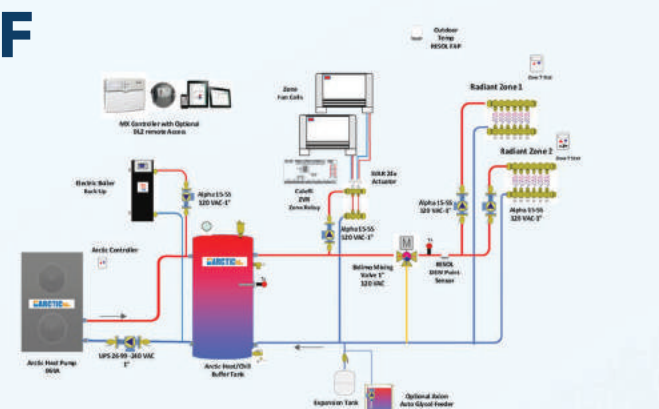 F
Outdoor
Temp
RESOL FAP
Zone T-Stat
Zone
Fan Coils
Radiant Zone 1
MX Controller with Optional
DL2 remote Access
Radiant Zone 2
Zone T-Stat
Electric Boiler
Back Up
Alpha 15-55
120 VAC-1"
Caleffi
ZVR
Zone Relay
Actuator
Alpha 15-55
120 VAC-1"
Alpha 15-55
120 VAC-1"
Alpha 15-55
120 VAC-1"
Arctic Controller
ARCTIC
M
Belimo Mixing
Valve 1"
120 VAC
RESOL
DEW Point
Sensor
ARCTIC
UPS 26-99 -240 VAC
1"
Arctic Heat Pump
Arctic Heat/Chill
Buffer Tank
Expansion Tank
Optional Axiom
Auto Glycol Feeder